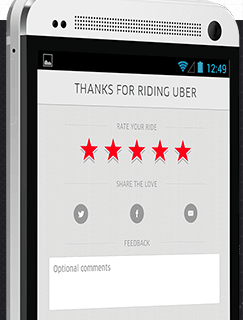 12:49
THANKS FOR RIDING UBER
RATE YOUR RIDE
SHARE THE LOVE
FEEDBACK
Optional comments